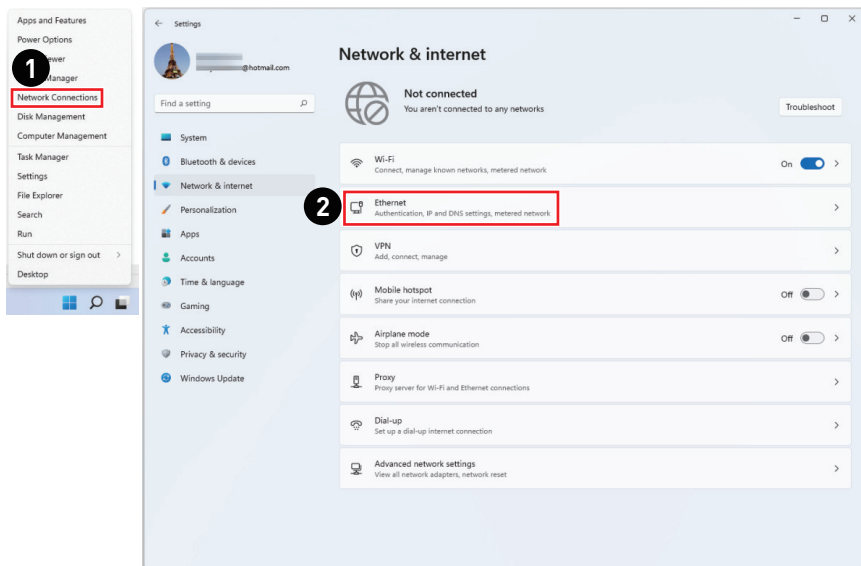 Apps and Features
Power Options
ewer
1
Manager
Network Connections
Disk Management
Computer Management
Task Manager
Settings
File Explorer
Search
Run
Shut down or sign out
Desktop
Settings
@hotmail.com
Find a setting
System
Bluetooth & devices
Network & internet
Personalization
Apps
Accounts
Time & language
Gaming
Accessibility
Privacy & security
Windows Update
Network & internet
Not connected
You aren't connected to any networks
Troubleshoot
Wi-Fi
Connect, manage known networks, metered network
On
2
Ethernet
Authentication, IP and DNS settings, metered network
VPN
Add, connect, manage
Mobile hotspot
Share your internet connection
Off
Airplane mode
Stop all wireless communication
Off
Proxy
Proxy server for Wi-Fi and Ethernet connections
Dial-up
Set up a dial-up internet connection
Advanced network settings
View all network adapters, network reset